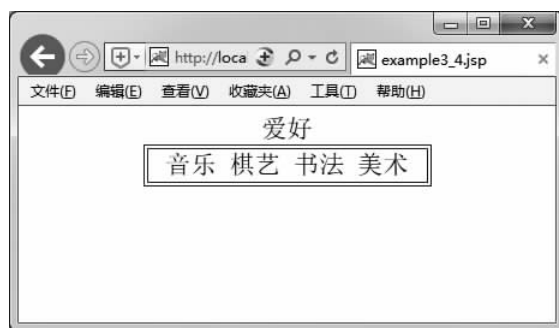 http://loca
example3_4.jsp
文件(F) 编辑(E) 查看(V) 收藏夹(A) 工具(T) 帮助(H)
爱好
音乐 棋艺 书法 美术